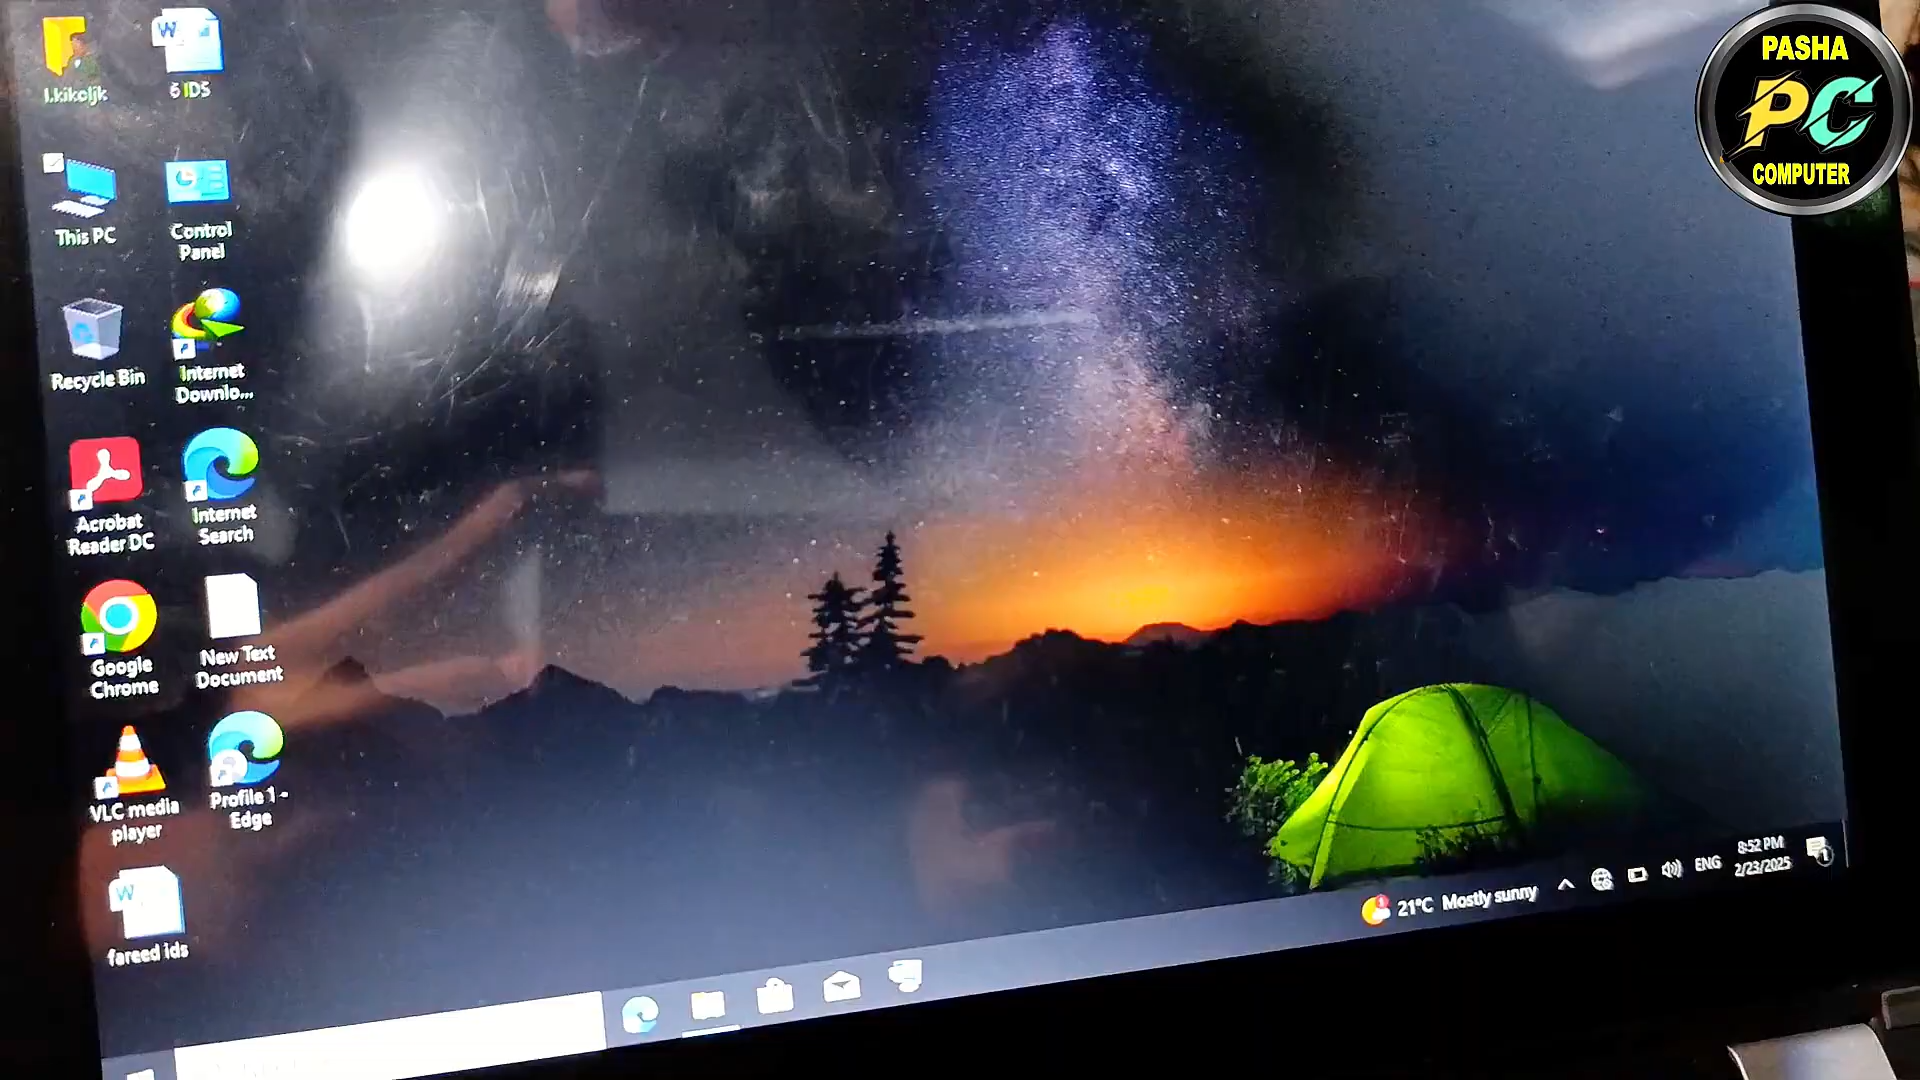 PASHA
PC
COMPUTER
6 IDS
This PC
Control
Panel
Recycle Bin
Internet
Downlo...
Acrobat
Reader DC
Internet
Search
Google
Chrome
New Text
Document
VLC media
player
Profile 1 -
Edge
fareed ids
21°C Mostly sunny
ENG
8:52 PM
2/23/2025
1